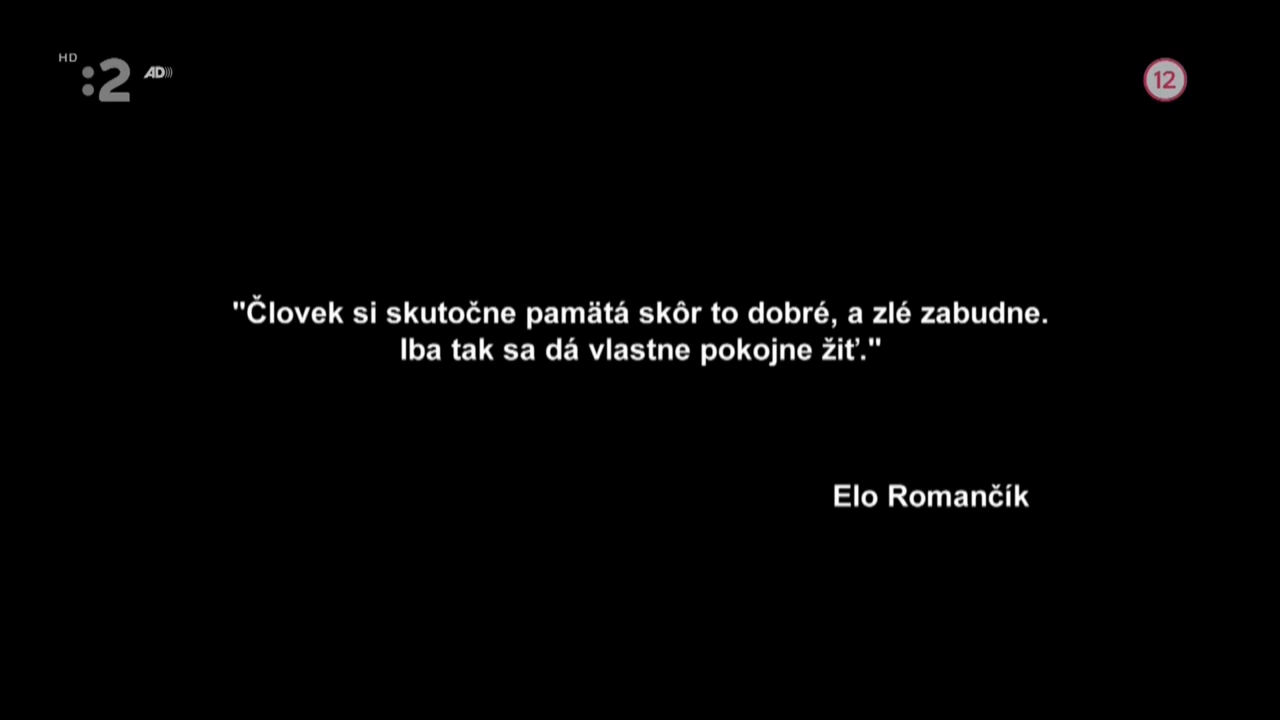 HD
:2
AD
12
"Človek si skutočne pamätá skôr to dobré, a zlé zabudne.
Iba tak sa dá vlastne pokojne žiť."
Elo Romančík